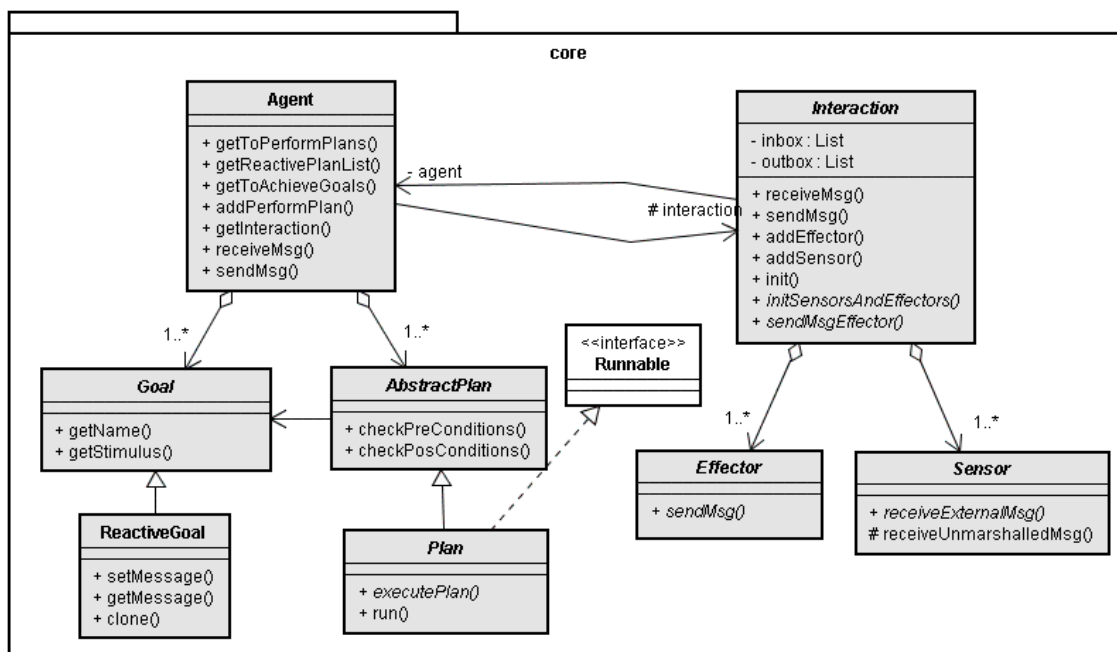 core
Agent
+ getToPerformPlans()
+ getReactivePlanList()
+ getToAchieveGoals()
+ addPerformPlan()
+ getInteraction()
+ receiveMsg()
+ sendMsg()
- agent
# interaction
Interaction
- inbox : List
- outbox : List
+ receiveMsg()
+ sendMsg()
+ addEffector()
+ addSensor()
+ init()
+ initSensorsAndEffectors()
+ sendMsgEffector()
1..*
1..*
Goal
+ getName()
+ getStimulus()
AbstractPlan
+ checkPreConditions()
+ checkPosConditions()
<<interface>>
Runnable
1..*
1..*
Effector
+ sendMsg()
Sensor
+ receiveExternalMsg()
# receiveUnmarshalledMsg()
ReactiveGoal
+ setMessage()
+ getMessage()
+ clone()
Plan
+ executePlan()
+ run()